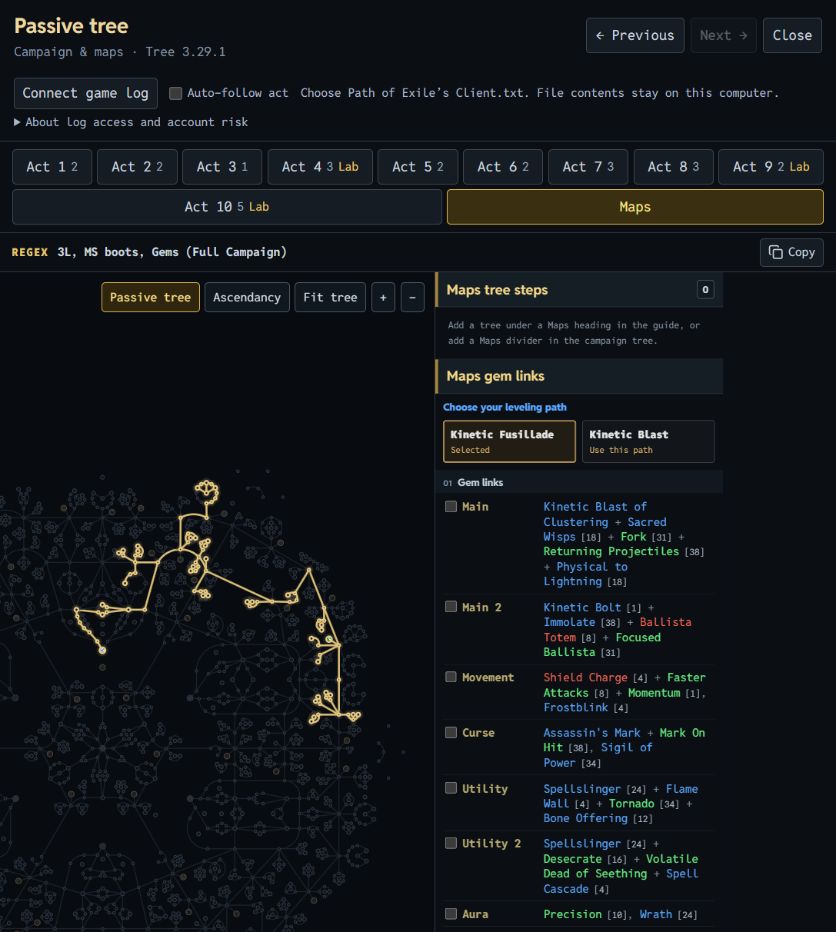 Passive tree
Campaign & maps · Tree 3.29.1
← Previous
Next →
Close
Connect game log
Auto-follow act
Choose Path of Exile's Client.txt. File contents stay on this computer.
▶ About log access and account risk
Act 1 2
Act 2 2
Act 3 1
Act 4 3 Lab
Act 5 2
Act 6 2
Act 7 3
Act 8 3
Act 9 2 Lab
Act 10 5 Lab
Maps
REGEX 3L, MS boots, Gems (Full Campaign)
Copy
Passive tree
Ascendancy
Fit tree
+
−
Maps tree steps
0
Add a tree under a Maps heading in the guide, or
add a Maps divider in the campaign tree.
Maps gem links
Choose your leveling path
Kinetic Fusillade
Selected
Kinetic Blast
Use this path
01 Gem links
Main
Kinetic Blast of
Clustering + Sacred
Wisps [18] + Fork [31] +
Returning Projectiles [38]
+ Physical to
Lightning [18]
Main 2
Kinetic Bolt [1] +
Immolate [38] + Ballista
Totem [8] + Focused
Ballista [31]
Movement
Shield Charge [4] + Faster
Attacks [8] + Momentum [1],
Frostblink [4]
Curse
Assassin's Mark + Mark On
Hit [38], Sigil of
Power [34]
Utility
Spellslinger [24] + Flame
Wall [4] + Tornado [34] +
Bone Offering [12]
Utility 2
Spellslinger [24] +
Desecrate [16] + Volatile
Dead of Seething + Spell
Cascade [4]
Aura
Precision [10], Wrath [24]